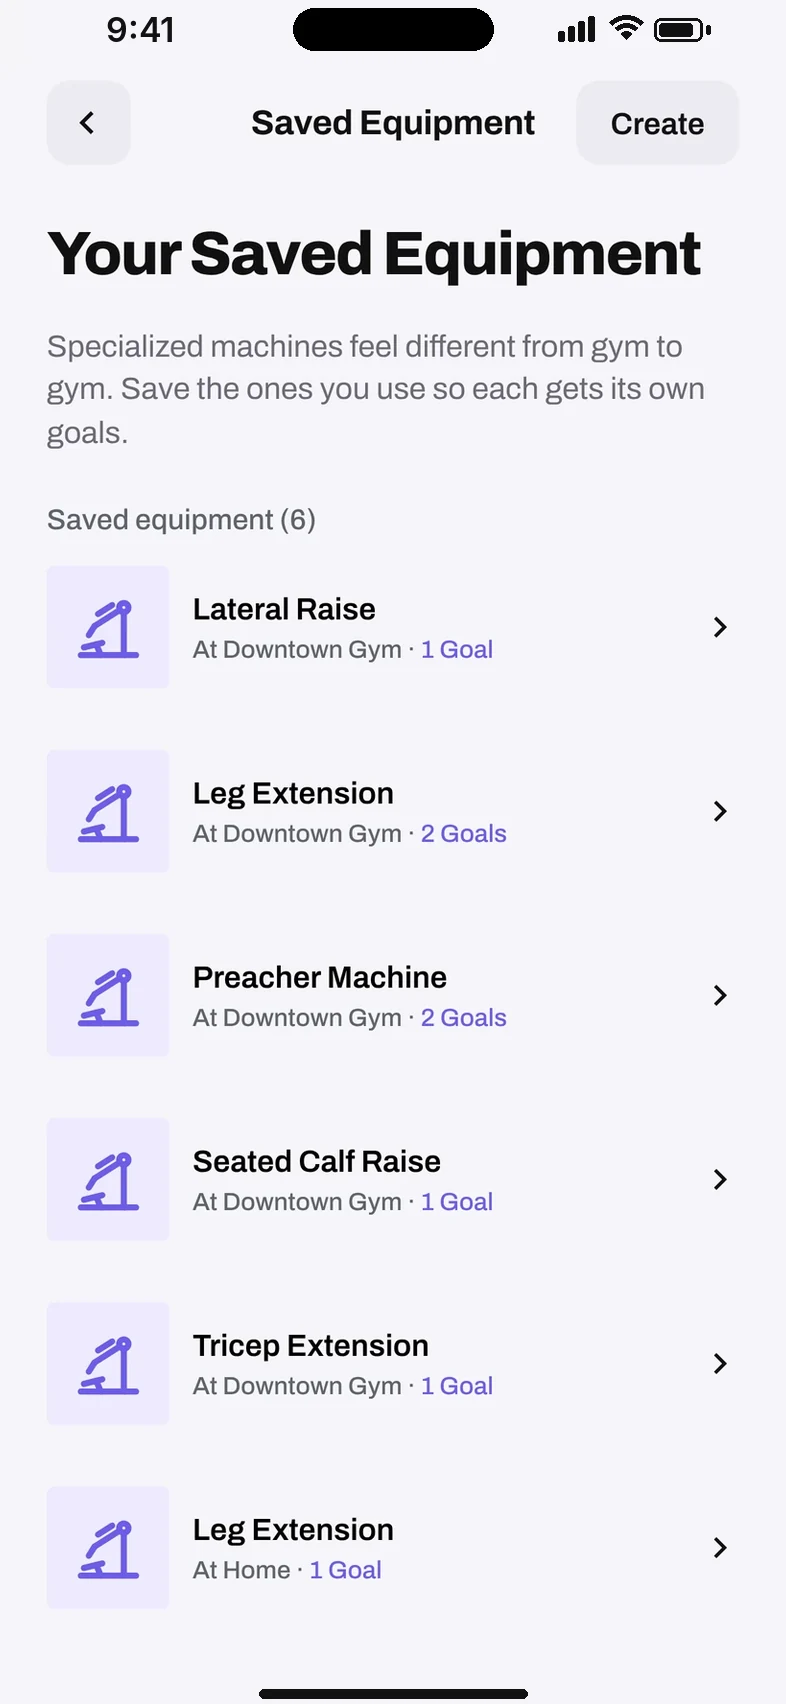 9:41
Saved Equipment
Create
Your Saved Equipment
Specialized machines feel different from gym to
gym. Save the ones you use so each gets its own
goals.
Saved equipment (6)
Lateral Raise
At Downtown Gym · 1 Goal
Leg Extension
At Downtown Gym · 2 Goals
Preacher Machine
At Downtown Gym · 2 Goals
Seated Calf Raise
At Downtown Gym · 1 Goal
Tricep Extension
At Downtown Gym · 1 Goal
Leg Extension
At Home · 1 Goal